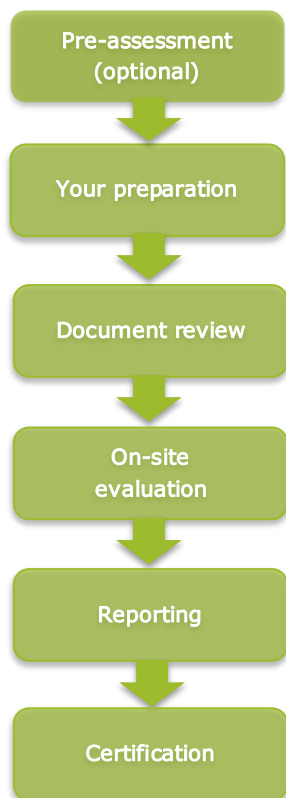 Pre-assessment
(optional)
Your preparation
Document review
On-site
evaluation
Reporting
Certification